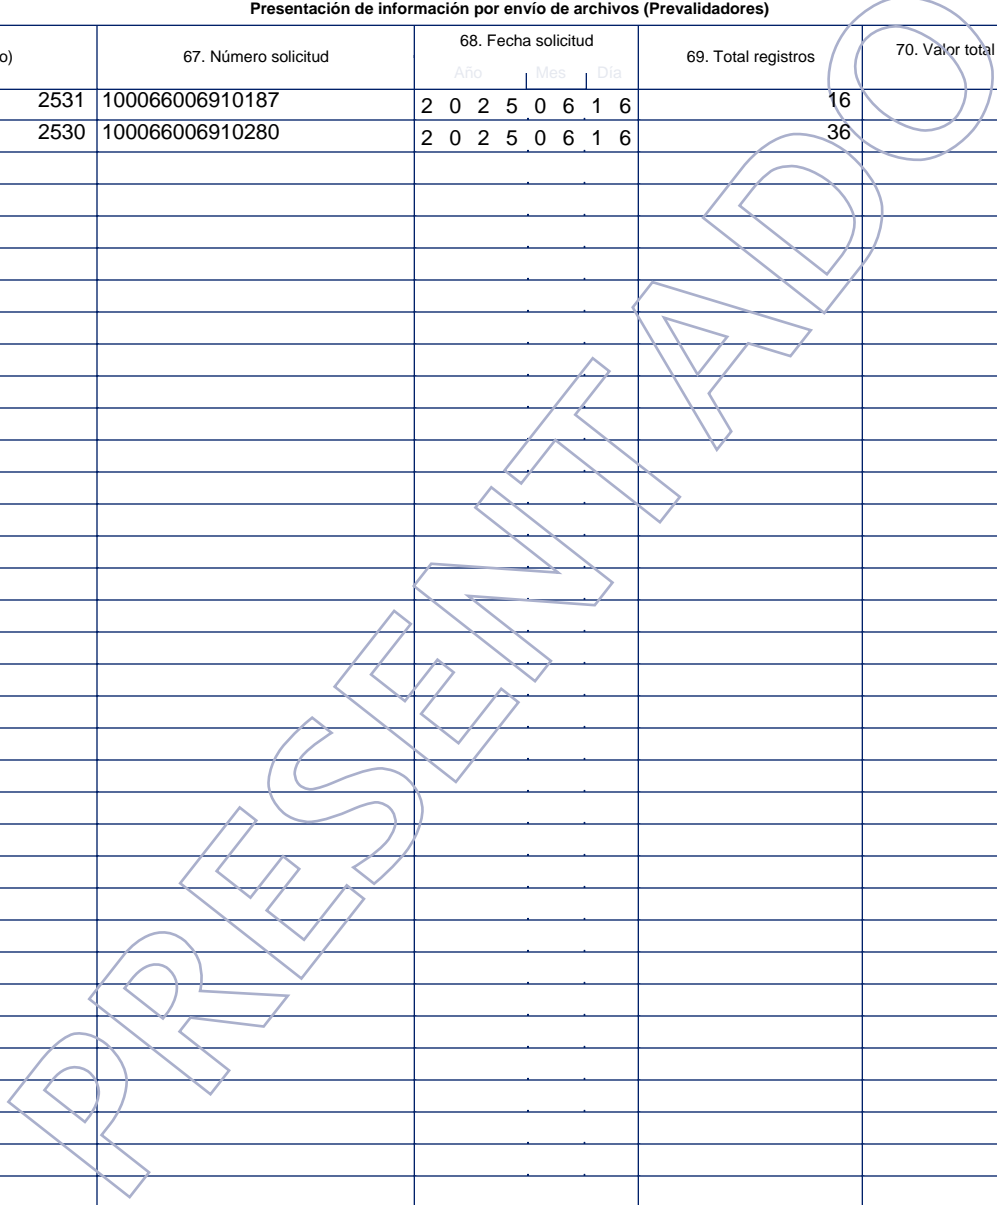 Presentación de información por envío de archivos (Prevalidadores)
o) 67. Número solicitud 68. Fecha solicitud 69. Total registros 70. Valor total
Año Mes Día
2531 100066006910187 2 0 2 5 0 6 1 6 16
2530 100066006910280 2 0 2 5 0 6 1 6 36
PRESENTADO